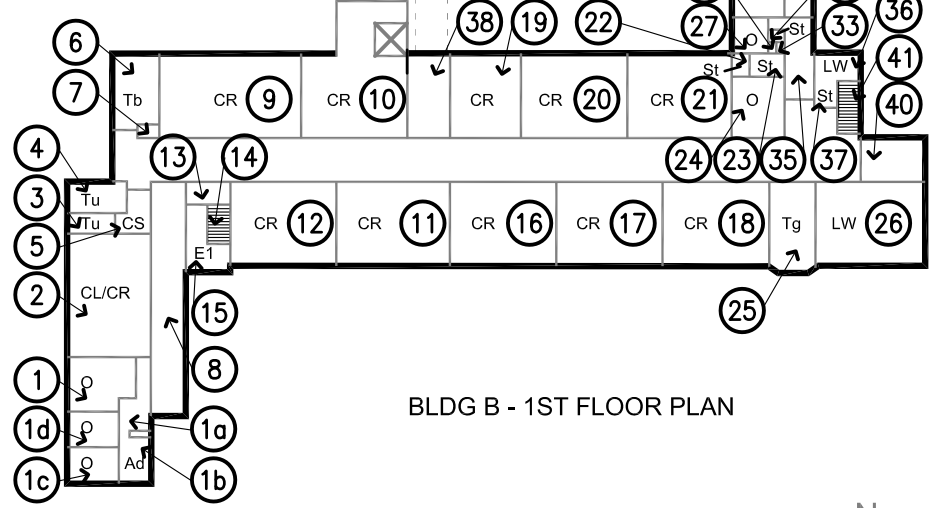 38
19
22
27
O
St
33
36
6
St
St
LW
41
7
Tb
CR 9
CR 10
CR
CR 20
CR 21
O
St
40
4
13
14
24
23
35
37
3
Tu
Tu
CS
5
CR 12
CR 11
CR 16
CR 17
CR 18
Tg
LW 26
E1
2
CL/CR
15
25
8
1
O
BLDG B - 1ST FLOOR PLAN
1d
O
1a
1c
O
Ad
1b